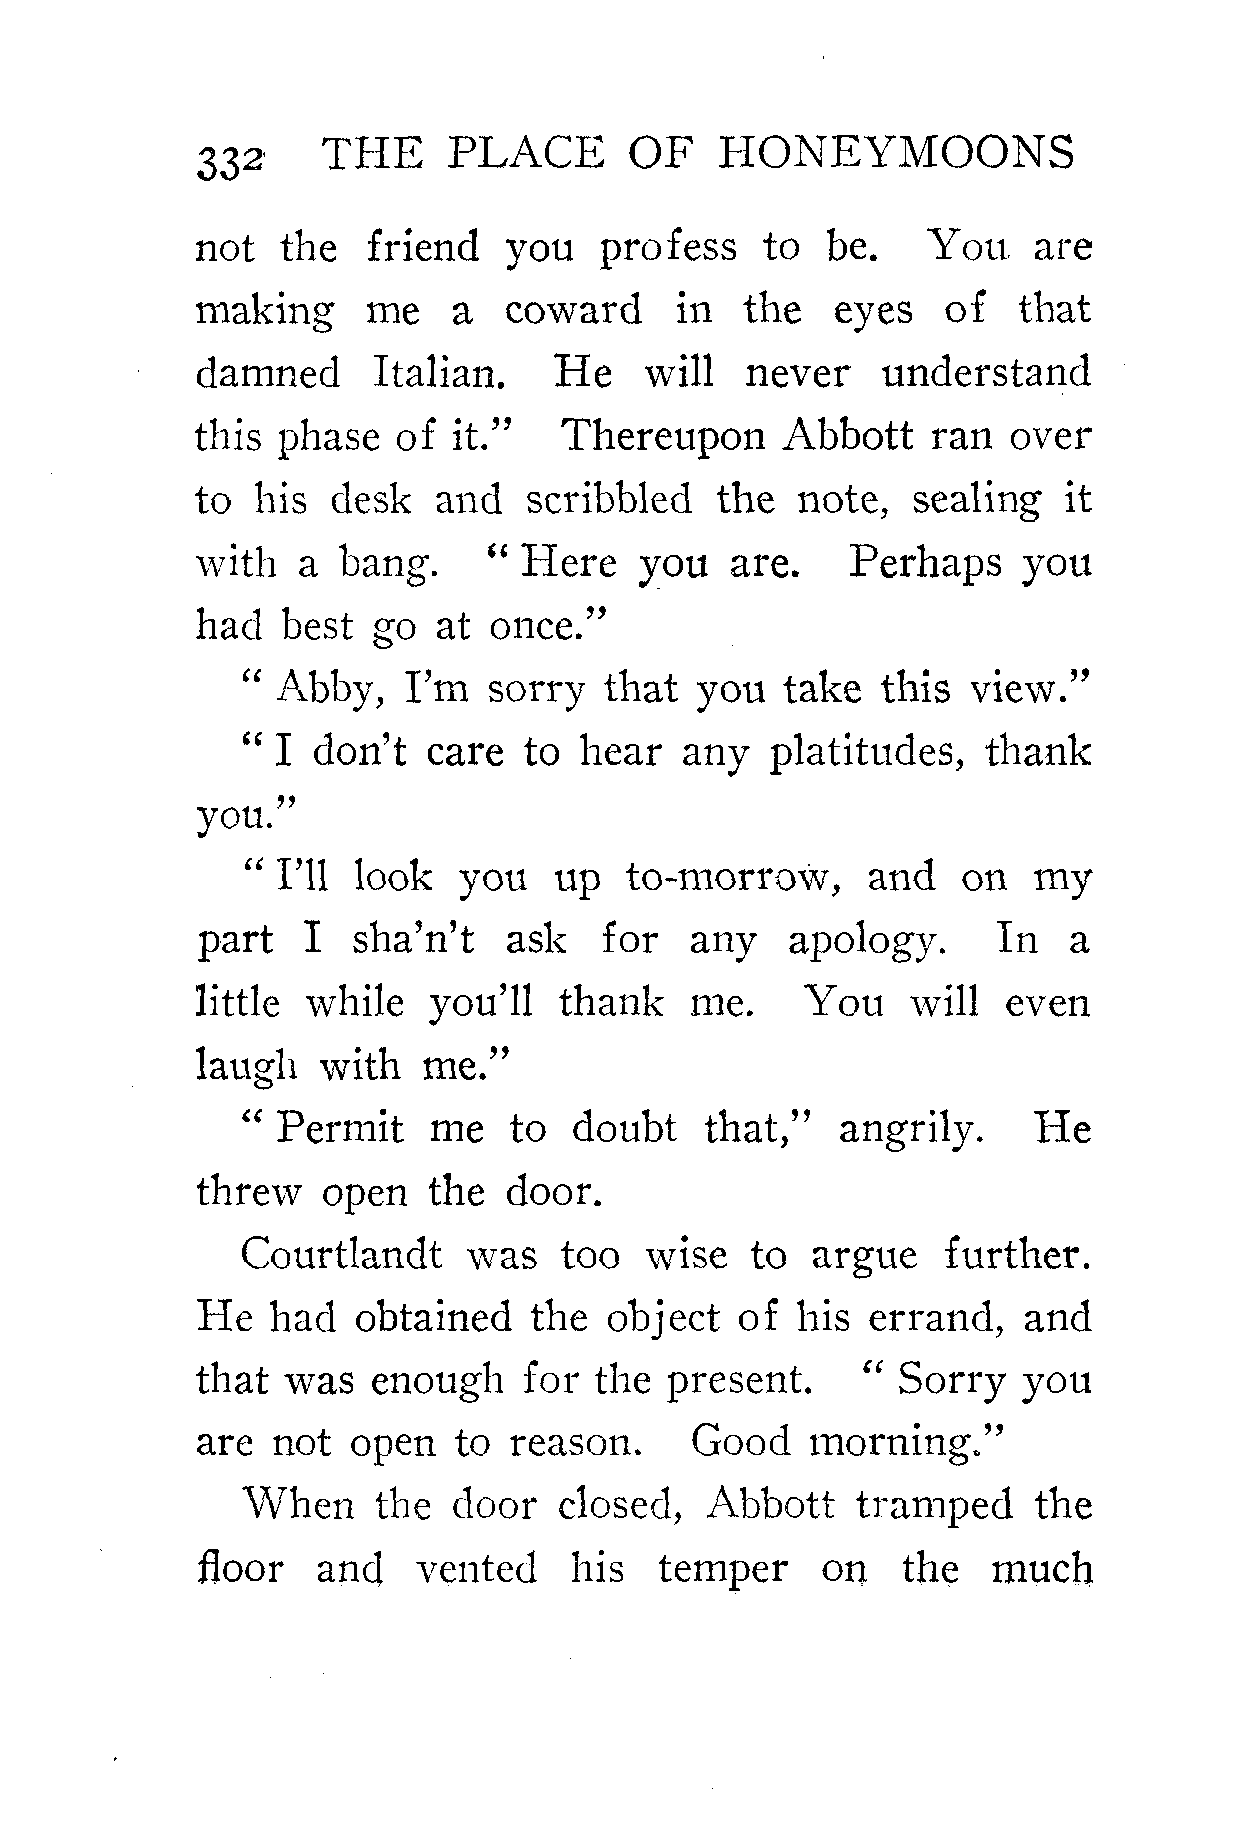 332 THE PLACE OF HONEYMOONS
not the friend you profess to be. You are
making me a coward in the eyes of that
damned Italian. He will never understand
this phase of it.” Thereupon Abbott ran over
to his desk and scribbled the note, sealing it
with a bang. “ Here you are. Perhaps you
had best go at once.”
“ Abby, I’m sorry that you take this view.”
“ I don’t care to hear any platitudes, thank
you.”
“ I’ll look you up to-morrow, and on my
part I sha’n’t ask for any apology. In a
little while you’ll thank me. You will even
laugh with me.”
“ Permit me to doubt that,” angrily. He
threw open the door.
Courtlandt was too wise to argue further.
He had obtained the object of his errand, and
that was enough for the present. “ Sorry you
are not open to reason. Good morning.”
When the door closed, Abbott tramped the
floor and vented his temper on the much